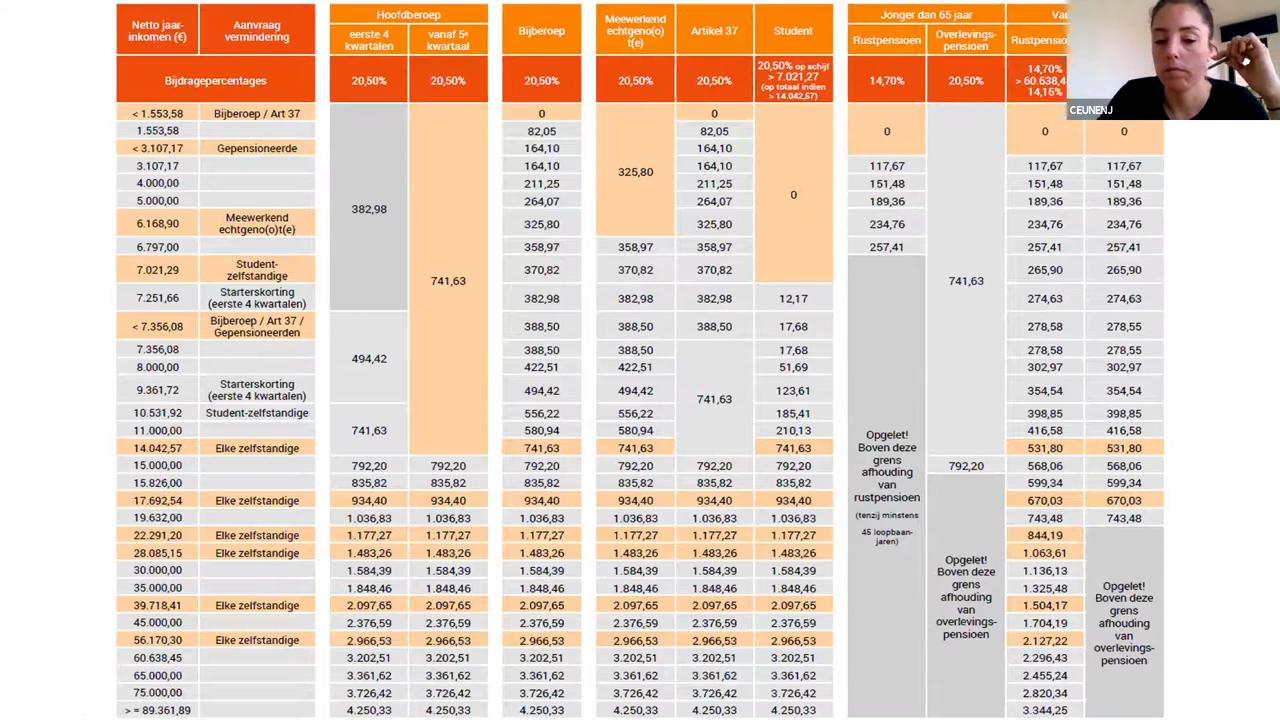 Netto jaar-
inkomen (€)
Aanvraag
vermindering
Hoofdberoep
eerste 4
kwartalen
vanaf 5ᵉ
kwartaal
Bijberoep
Meewerkend
echtgeno(o)
t(e)
Artikel 37
Student
Jonger dan 65 jaar
Rustpensioen
Overlevings-
pensioen
Bijdragepercentages
20,50% 20,50% 20,50% 20,50% 20,50%
20,50% op schijf
> 7.021,27
(op totaal indien
> 14.042,57)
14,70% 20,50%
14,70%
14,16%
CEUNENJ
< 1.553,58 Bijberoep / Art 37 0 0
0 0 0
1.553,58 82,05 82,05
< 3.107,17 Gepensioneerde 164,10 164,10
3.107,17 164,10 164,10 117,67 117,67 117,67
325,80
4.000,00 211,25 211,25 151,48 151,48 151,48
0
5.000,00 264,07 264,07 189,36 189,36 189,36
382,98
6.168,90 Meewerkend
echtgeno(o)t(e) 325,80 325,80 234,76 234,76 234,76
6.797,00 358,97 358,97 358,97 257,41 257,41 257,41
7.021,29 Student-
zelfstandige 370,82 370,82 370,82 265,90 265,90
741,63 741,63
7.251,66 Starterskorting
(eerste 4 kwartalen) 382,98 382,98 382,98 12,17 274,63 274,63
< 7.356,08 Bijberoep / Art 37 /
Gepensioneerden 388,50 388,50 388,50 17,68 278,58 278,55
7.356,08 388,50 388,50 17,68 278,58 278,55
494,42
8.000,00 422,51 422,51 51,69 302,97 302,97
9.361,72 Starterskorting
(eerste 4 kwartalen) 494,42 494,42 123,61 354,54 354,54
741,63
10.531,92 Student-zelfstandige 556,22 556,22 185,41 398,85 398,85
11.000,00 741,63 580,94 580,94 210,13 416,58 416,58
14.042,57 Elke zelfstandige 741,63 741,63 741,63 531,80 531,80
15.000,00 792,20 792,20 792,20 792,20 792,20 792,20 792,20 568,06 568,06
15.826,00 835,82 835,82 835,82 835,82 835,82 835,82 599,34 599,34
17.692,54 Elke zelfstandige 934,40 934,40 934,40 934,40 934,40 934,40 670,03 670,03
19.632,00 1.036,83 1.036,83 1.036,83 1.036,83 1.036,83 1.036,83 743,48 743,48
22.291,20 Elke zelfstandige 1.177,27 1.177,27 1.177,27 1.177,27 1.177,27 1.177,27 844,19
28.085,15 Elke zelfstandige 1.483,26 1.483,26 1.483,26 1.483,26 1.483,26 1.483,26 1.063,61
30.000,00 1.584,39 1.584,39 1.584,39 1.584,39 1.584,39 1.584,39 1.136,13
35.000,00 1.848,46 1.848,46 1.848,46 1.848,46 1.848,46 1.848,46 1.325,48
39.718,41 Elke zelfstandige 2.097,65 2.097,65 2.097,65 2.097,65 2.097,65 2.097,65 1.504,17
45.000,00 2.376,59 2.376,59 2.376,59 2.376,59 2.376,59 2.376,59 1.704,19
56.170,30 Elke zelfstandige 2.966,53 2.966,53 2.966,53 2.966,53 2.966,53 2.966,53 2.127,22
60.638,45 3.202,51 3.202,51 3.202,51 3.202,51 3.202,51 3.202,51 2.296,43
65.000,00 3.361,62 3.361,62 3.361,62 3.361,62 3.361,62 3.361,62 2.455,24
75.000,00 3.726,42 3.726,42 3.726,42 3.726,42 3.726,42 3.726,42 2.820,34
> = 89.361,89 4.250,33 4.250,33 4.250,33 4.250,33 4.250,33 4.250,33 3.344,25
Opgelet!
Boven deze
grens
afhouding
van
rustpensioen
(tenzij minstens
45 loopbaan-
jaren)
Opgelet!
Boven deze
grens
afhouding
van
overlevings-
pensioen
Opgelet!
Boven deze
grens
afhouding
van
overlevings-
pensioen